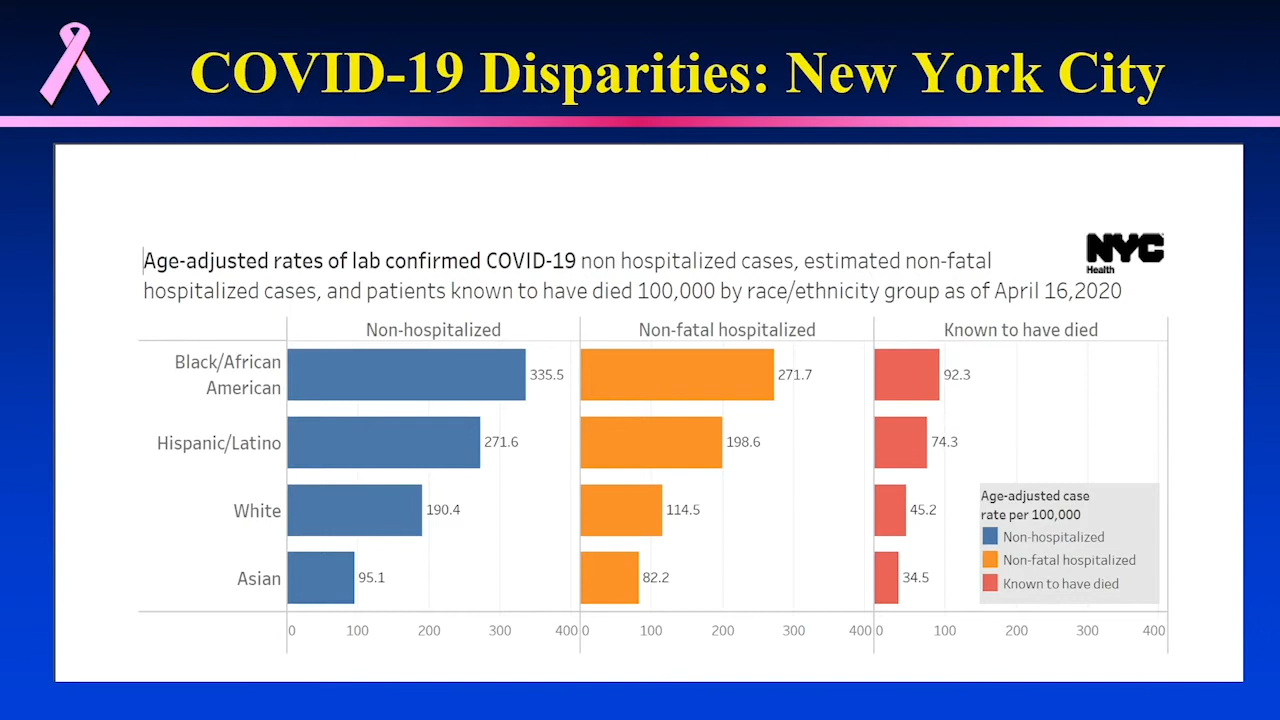 COVID-19 Disparities: New York City
NYC
Health
Age-adjusted rates of lab confirmed COVID-19 non hospitalized cases, estimated non-fatal
hospitalized cases, and patients known to have died 100,000 by race/ethnicity group as of April 16,2020
Non-hospitalized Non-fatal hospitalized Known to have died
Black/African
American
335.5 271.7 92.3
Hispanic/Latino 271.6 198.6 74.3
White 190.4 114.5 45.2
Asian 95.1 82.2 34.5
Age-adjusted case
rate per 100,000
Non-hospitalized
Non-fatal hospitalized
Known to have died
0 100 200 300 400 0 100 200 300 400 0 100 200 300 400